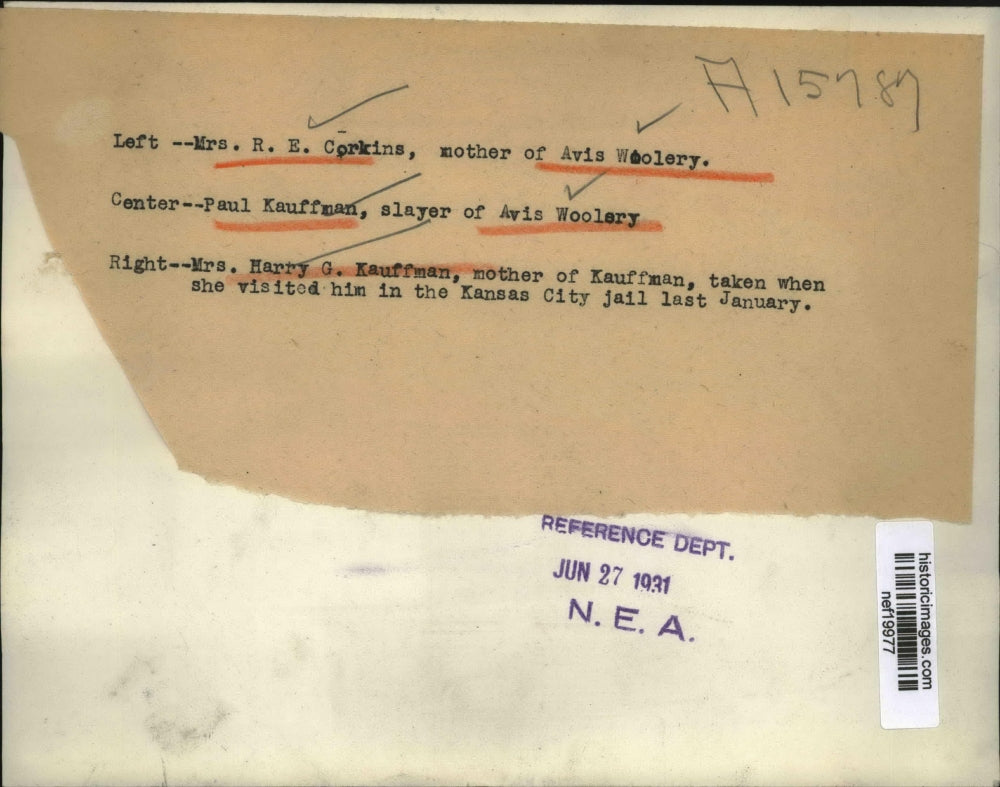 A15787
Left --Mrs. R. E. Corkins, mother of Avis Woolery.
Center--Paul Kauffman, slayer of Avis Woolery
Right--Mrs. Harry G. Kauffman, mother of Kauffman, taken when
she visited him in the Kansas City jail last January.
REFERENCE DEPT.
JUN 27 1931
N. E. A.
historicimages.com
nef19977